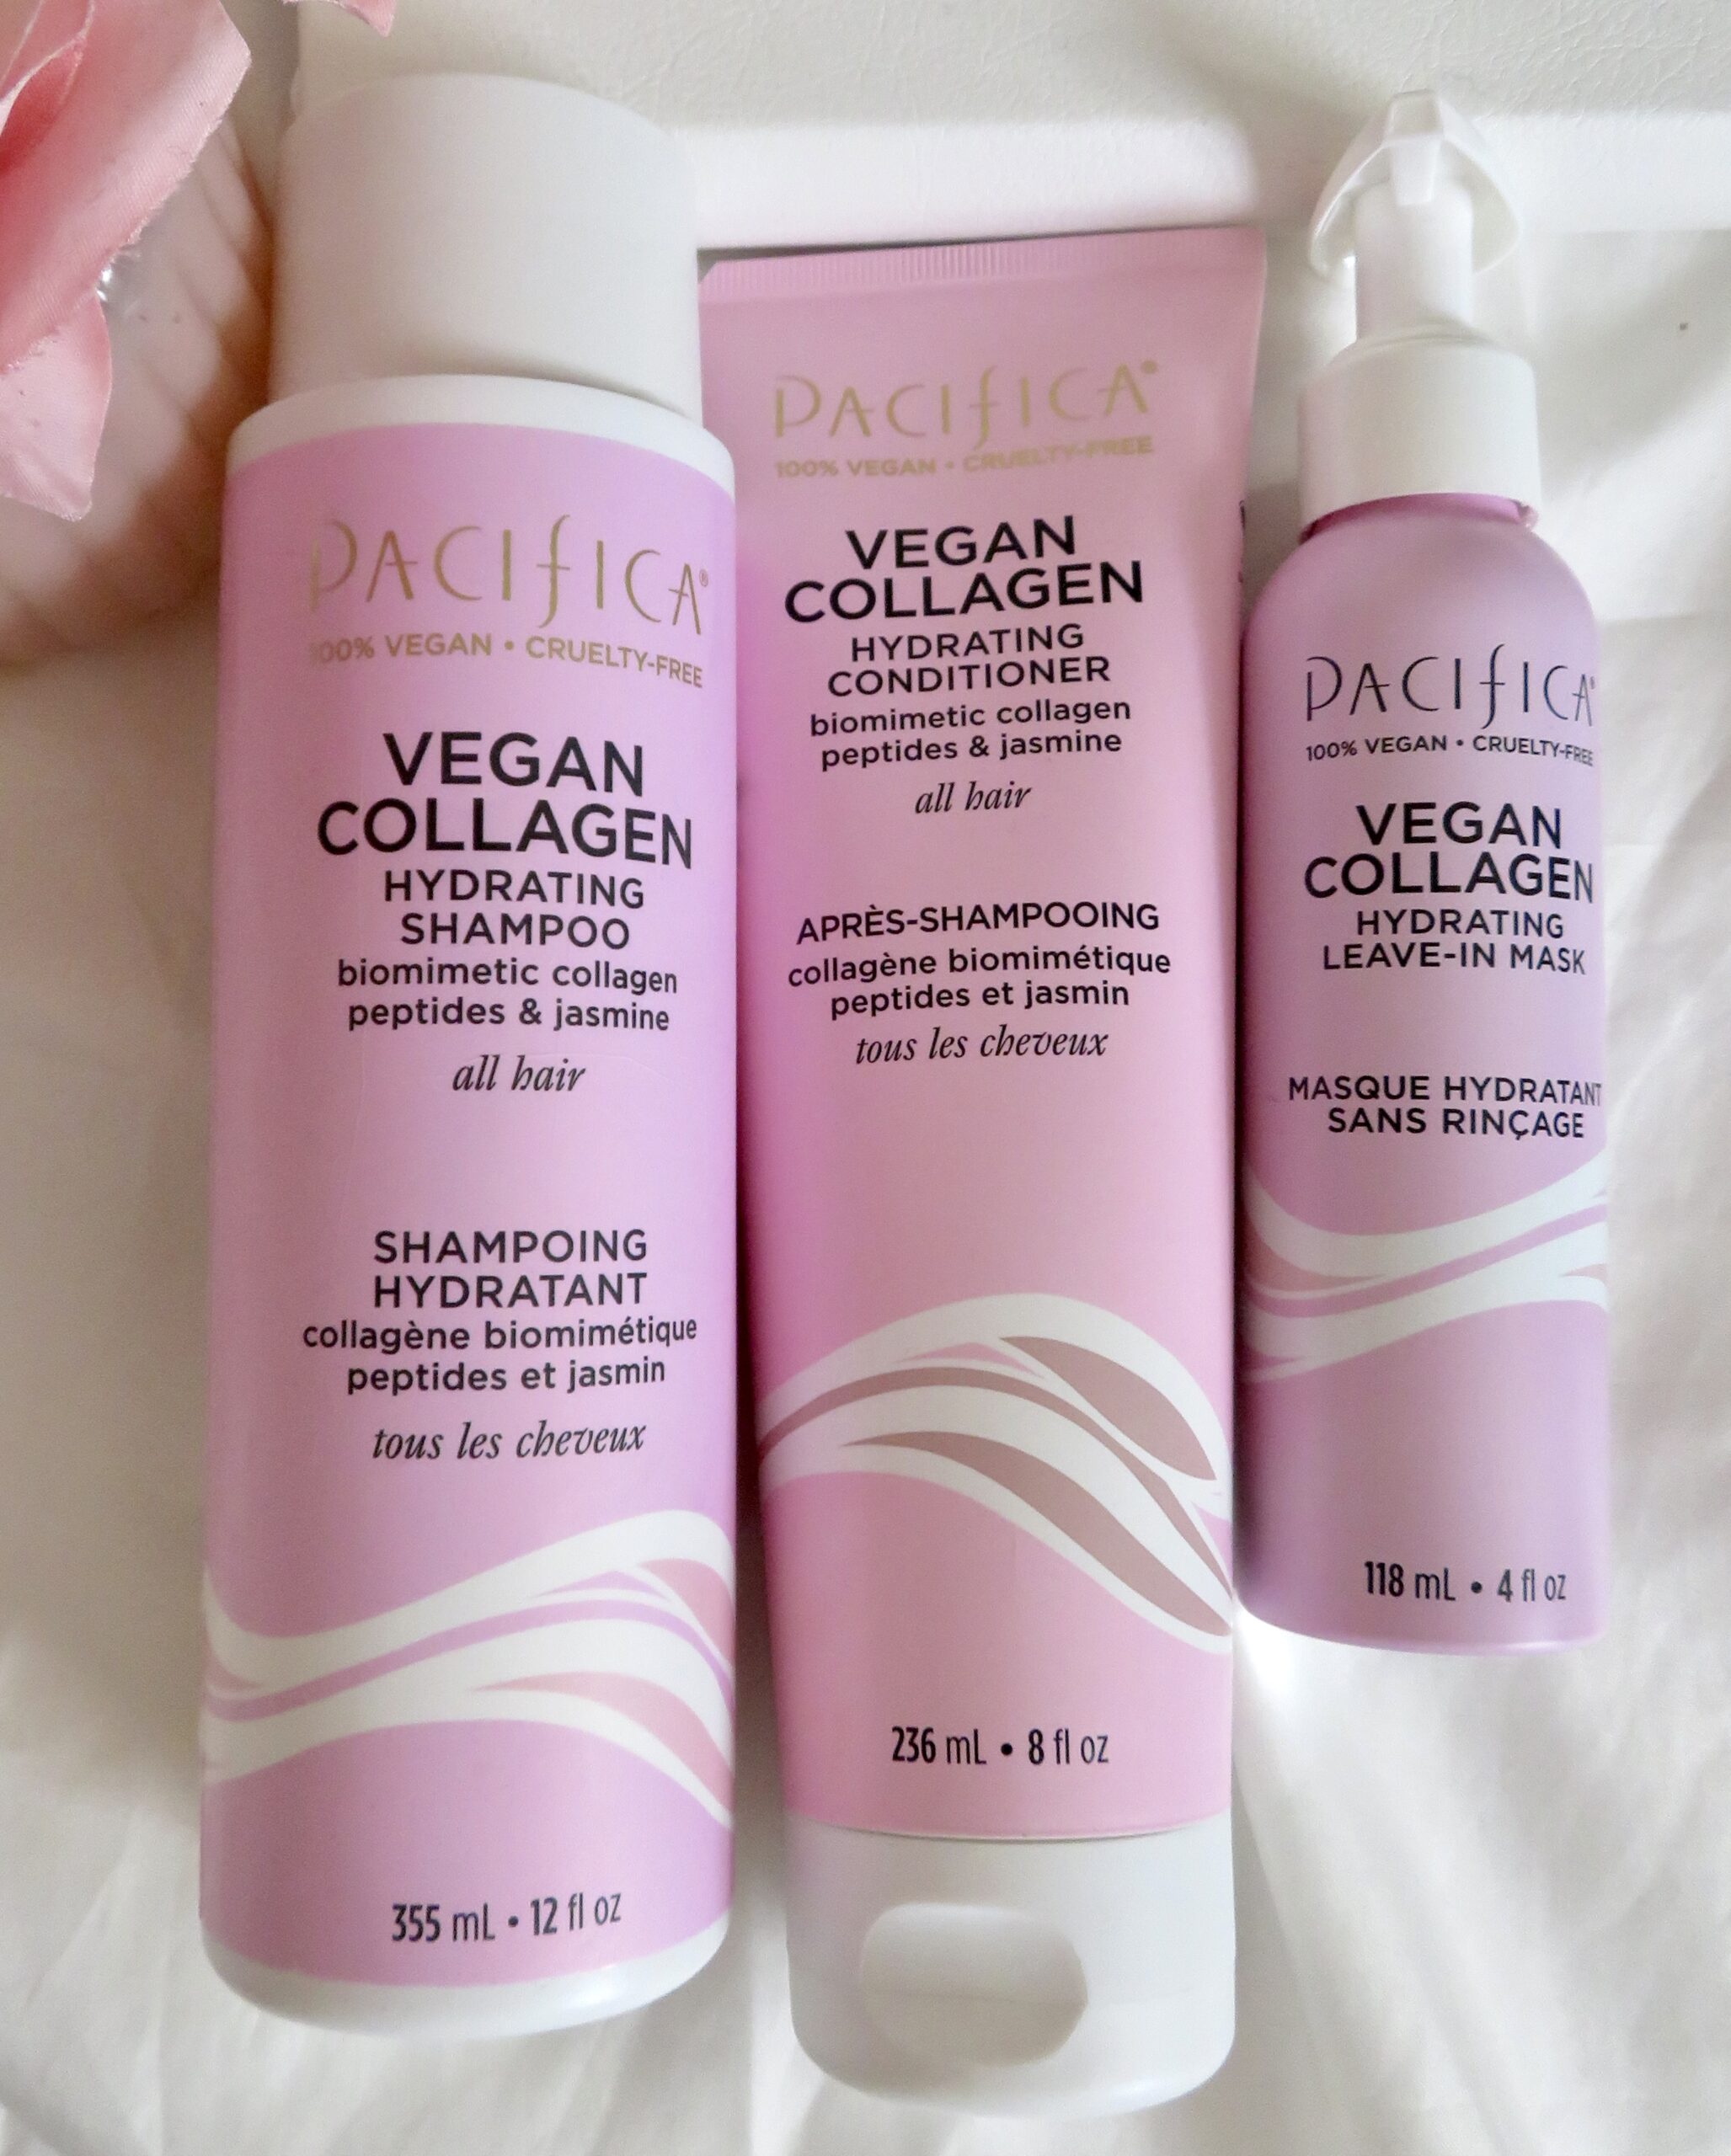 PACIFICA®
100% VEGAN • CRUELTY-FREE
VEGAN
COLLAGEN
HYDRATING
SHAMPOO
biomimetic collagen
peptides & jasmine
all hair
SHAMPOING
HYDRATANT
collagène biomimétique
peptides et jasmin
tous les cheveux
355 mL • 12 fl oz
PACIFICA®
100% VEGAN • CRUELTY-FREE
VEGAN
COLLAGEN
HYDRATING
CONDITIONER
biomimetic collagen
peptides & jasmine
all hair
APRÈS-SHAMPOOING
collagène biomimétique
peptides et jasmin
tous les cheveux
236 mL • 8 fl oz
PACIFICA®
100% VEGAN • CRUELTY-FREE
VEGAN
COLLAGEN
HYDRATING
LEAVE-IN MASK
MASQUE HYDRATANT
SANS RINÇAGE
118 mL • 4 fl oz